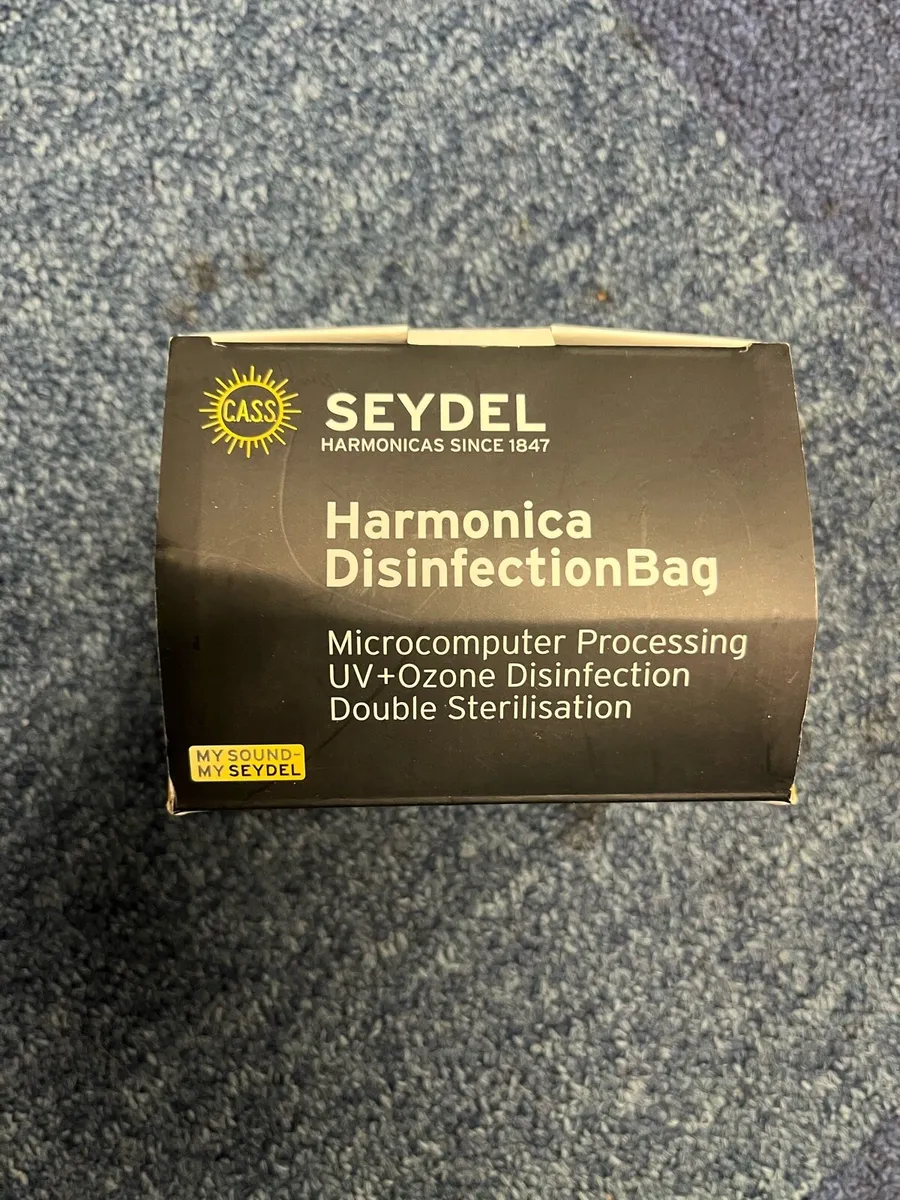 C.A.S.S.
SEYDEL
HARMONICAS SINCE 1847
Harmonica
DisinfectionBag
Microcomputer Processing
UV+Ozone Disinfection
Double Sterilisation
MY SOUND-
MY SEYDEL